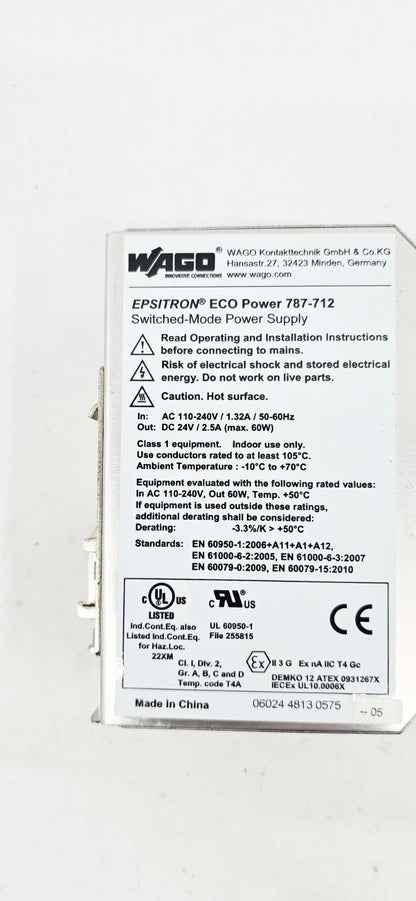 WAGO® WAGO Kontakttechnik GmbH & Co.KG
Hansastr.27, 32423 Minden, Germany
INNOVATIVE CONNECTIONS www.wago.com
EPSITRON® ECO Power 787-712
Switched-Mode Power Supply
Read Operating and Installation Instructions
before connecting to mains.
Risk of electrical shock and stored electrical
energy. Do not work on live parts.
Caution. Hot surface.
In: AC 110-240V / 1.32A / 50-60Hz
Out: DC 24V / 2.5A (max. 60W)
Class 1 equipment. Indoor use only.
Use conductors rated to at least 105°C.
Ambient Temperature : -10°C to +70°C
Equipment evaluated with the following rated values:
In AC 110-240V, Out 60W, Temp. +50°C
If equipment is used outside these ratings,
additional derating shall be considered:
Derating: -3.3%/K > +50°C
Standards: EN 60950-1:2006+A11+A1+A12,
EN 61000-6-2:2005, EN 61000-6-3:2007
EN 60079-0:2009, EN 60079-15:2010
C UL US
LISTED
Ind.Cont.Eq. also
Listed Ind.Cont.Eq.
for Haz.Loc.
22XM
c RU US
UL 60950-1
File 255815
CE
Cl. I, Div. 2,
Gr. A, B, C and D
Temp. code T4A
Ex II 3 G Ex nA IIC T4 Gc
DEMKO 12 ATEX 0931267X
IECEx UL10.0006X
Made in China 06024 4813 0575
-- 05